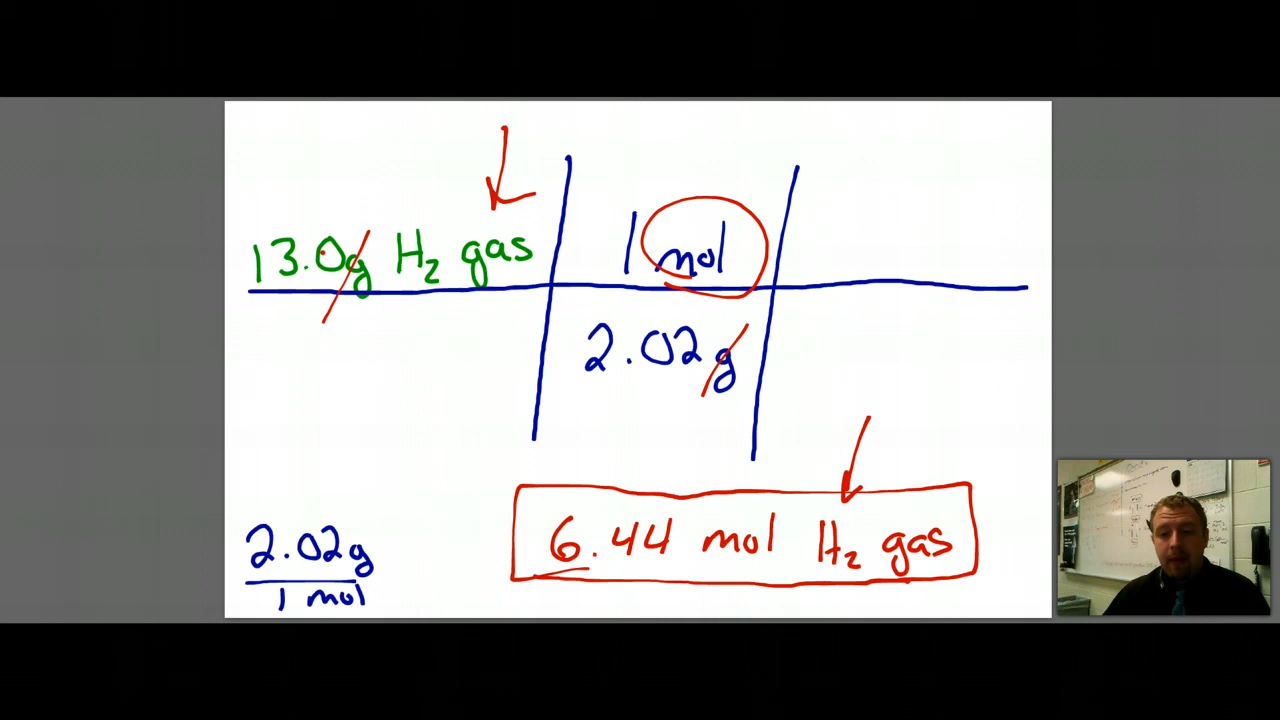 13.0g H₂ gas
1 mol
2.02g
6.44 mol H₂ gas
2.02g
1 mol